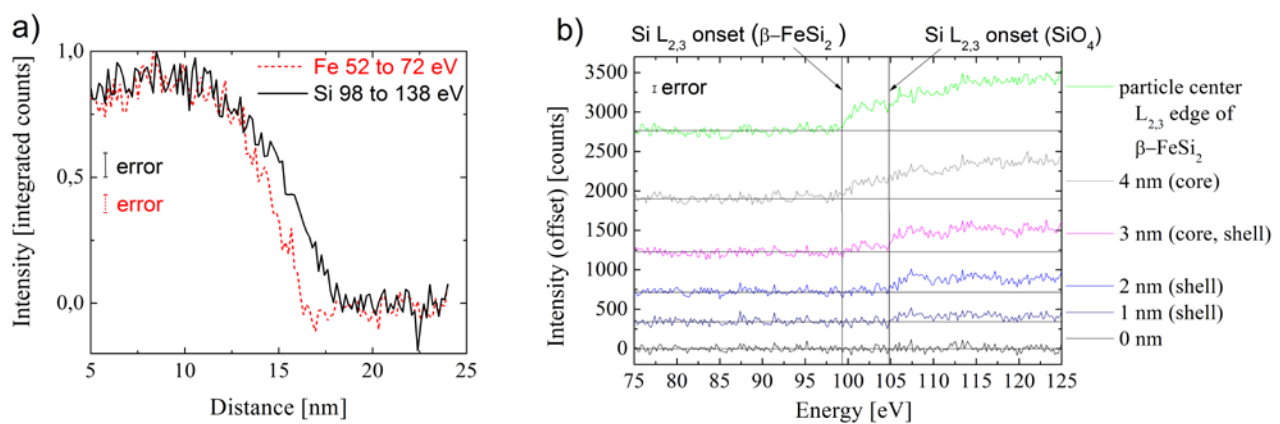 a)
Intensity [integrated counts]
1,0
0,5
0,0
Fe 52 to 72 eV
Si 98 to 138 eV
error
error
5
10
15
20
25
Distance [nm]
b)
Si L2,3 onset (β–FeSi2)
Si L2,3 onset (SiO4)
Intensity (offset) [counts]
3500
3000
2500
2000
1500
1000
500
0
error
particle center
L2,3 edge of
β–FeSi2
4 nm (core)
3 nm (core, shell)
2 nm (shell)
1 nm (shell)
0 nm
75
80
85
90
95
100
105
110
115
120
125
Energy [eV]